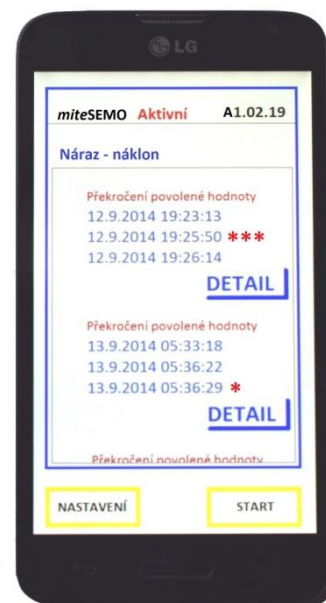 LG
miteSEMO Aktivní A1.02.19
Náraz - náklon
Překročení povolené hodnoty
12.9.2014 19:23:13
12.9.2014 19:25:50 ***
12.9.2014 19:26:14
DETAIL
Překročení povolené hodnoty
13.9.2014 05:33:18
13.9.2014 05:36:22
13.9.2014 05:36:29 *
DETAIL
Překročení povolené hodnoty
NASTAVENÍ START